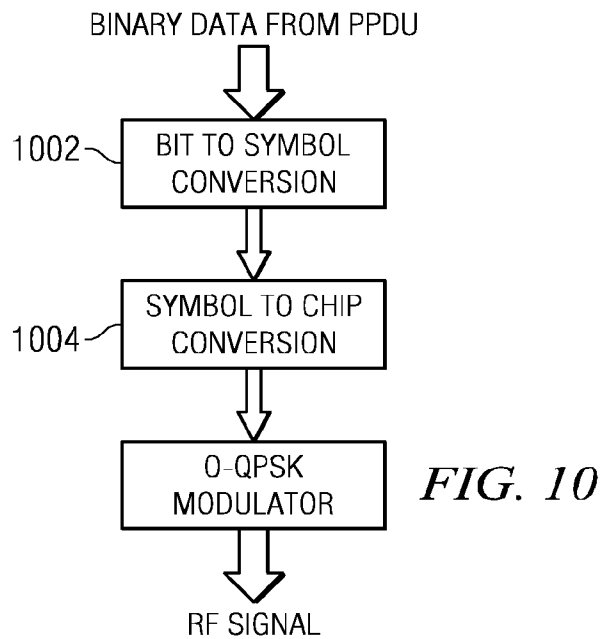 BINARY DATA FROM PPDU
1002
BIT TO SYMBOL
CONVERSION
1004
SYMBOL TO CHIP
CONVERSION
O-QPSK
MODULATOR
FIG. 10
RF SIGNAL